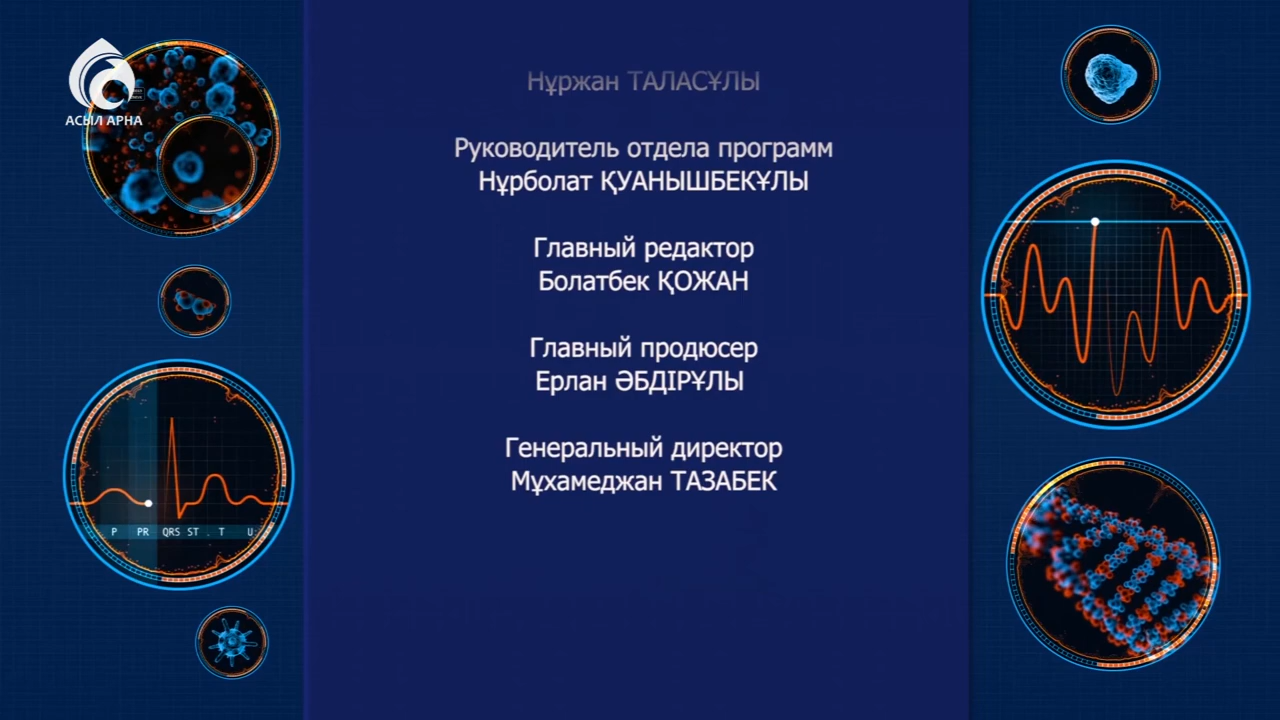 АСЫЛ АРНА
Нұржан ТАЛАСҰЛЫ
Руководитель отдела программ
Нұрболат ҚУАНЫШБЕКҰЛЫ
Главный редактор
Болатбек ҚОЖАН
Главный продюсер
Ерлан ӘБДІРҰЛЫ
Генеральный директор
Мұхамеджан ТАЗАБЕК
P PR QRS ST . T U